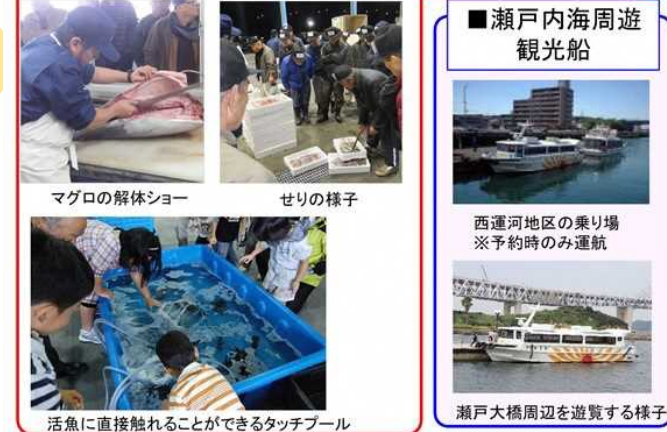 マグロの解体ショー
せりの様子
活魚に直接触れることができるタッチプール
■瀬戸内海周遊
観光船
西運河地区の乗り場
※予約時のみ運航
瀬戸大橋周辺を遊覧する様子